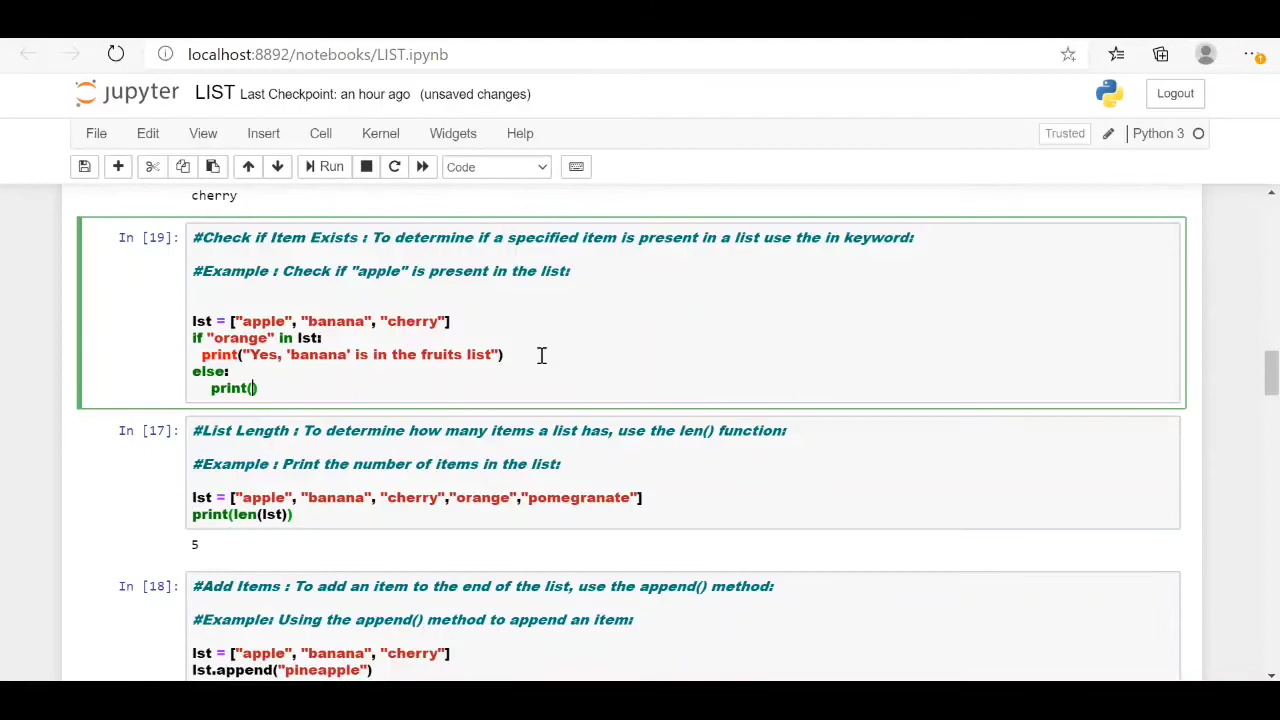 localhost:8892/notebooks/LIST.ipynb
jupyter LIST Last Checkpoint: an hour ago (unsaved changes) Logout
File Edit View Insert Cell Kernel Widgets Help Trusted Python 3
Run Code
cherry
In [19]: #Check if Item Exists : To determine if a specified item is present in a list use the in keyword:
#Example : Check if "apple" is present in the list:
lst = ["apple", "banana", "cherry"]
if "orange" in lst:
print("Yes, 'banana' is in the fruits list")
else:
print()
In [17]: #List Length : To determine how many items a list has, use the len() function:
#Example : Print the number of items in the list:
lst = ["apple", "banana", "cherry","orange","pomegranate"]
print(len(lst))
5
In [18]: #Add Items : To add an item to the end of the list, use the append() method:
#Example: Using the append() method to append an item:
lst = ["apple", "banana", "cherry"]
lst.append("pineapple")